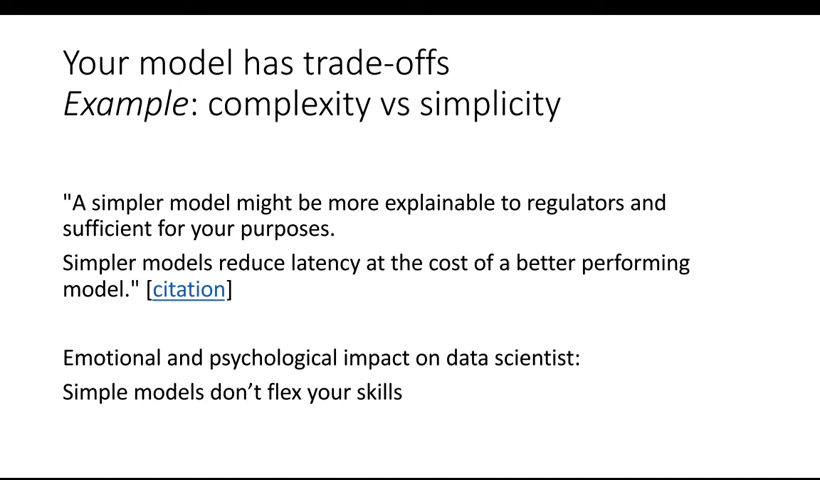 Your model has trade-offs
Example: complexity vs simplicity
"A simpler model might be more explainable to regulators and
sufficient for your purposes.
Simpler models reduce latency at the cost of a better performing
model." [citation]
Emotional and psychological impact on data scientist:
Simple models don’t flex your skills